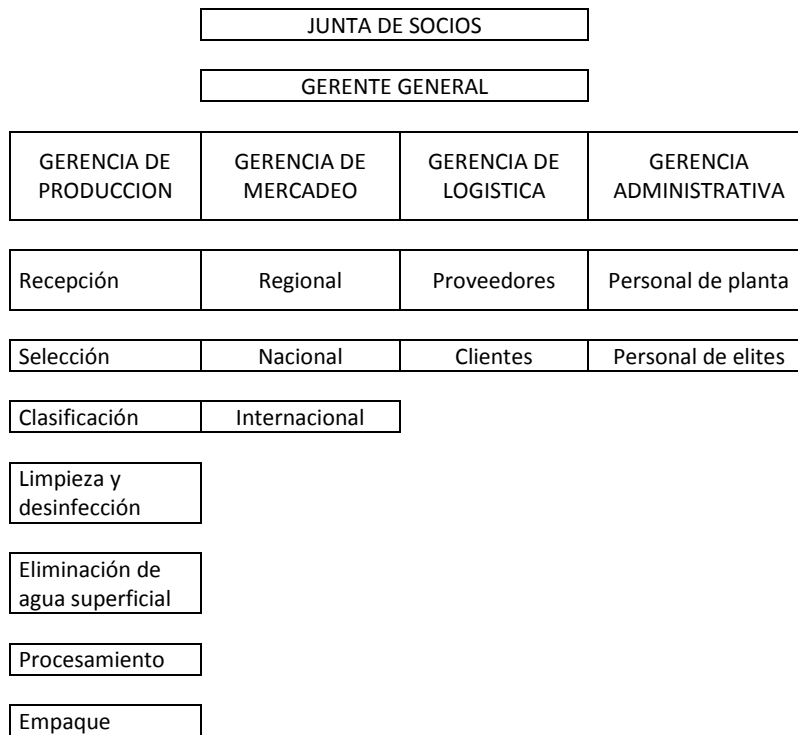 JUNTA DE SOCIOS
GERENTE GENERAL
GERENCIA DE
PRODUCCION
GERENCIA DE
MERCADEO
GERENCIA DE
LOGISTICA
GERENCIA
ADMINISTRATIVA
Recepción
Regional
Proveedores
Personal de planta
Selección
Nacional
Clientes
Personal de elites
Clasificación
Internacional
Limpieza y
desinfección
Eliminación de
agua superficial
Procesamiento
Empaque